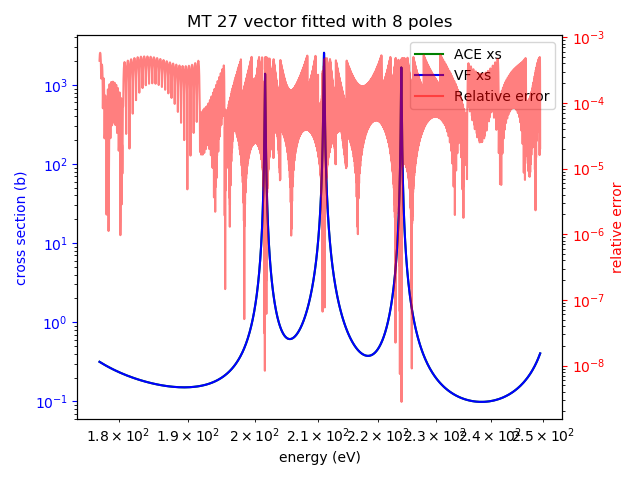 MT 27 vector fitted with 8 poles
ACE xs
VF xs
Relative error
cross section (b)
10³
10²
10¹
10⁰
10⁻¹
10⁻³
10⁻⁴
10⁻⁵
10⁻⁶
10⁻⁷
10⁻⁸
relative error
1.8 × 10² 1.9 × 10² 2 × 10² 2.1 × 10² 2.2 × 10² 2.3 × 10² 2.4 × 10² 2.5 × 10²
energy (eV)